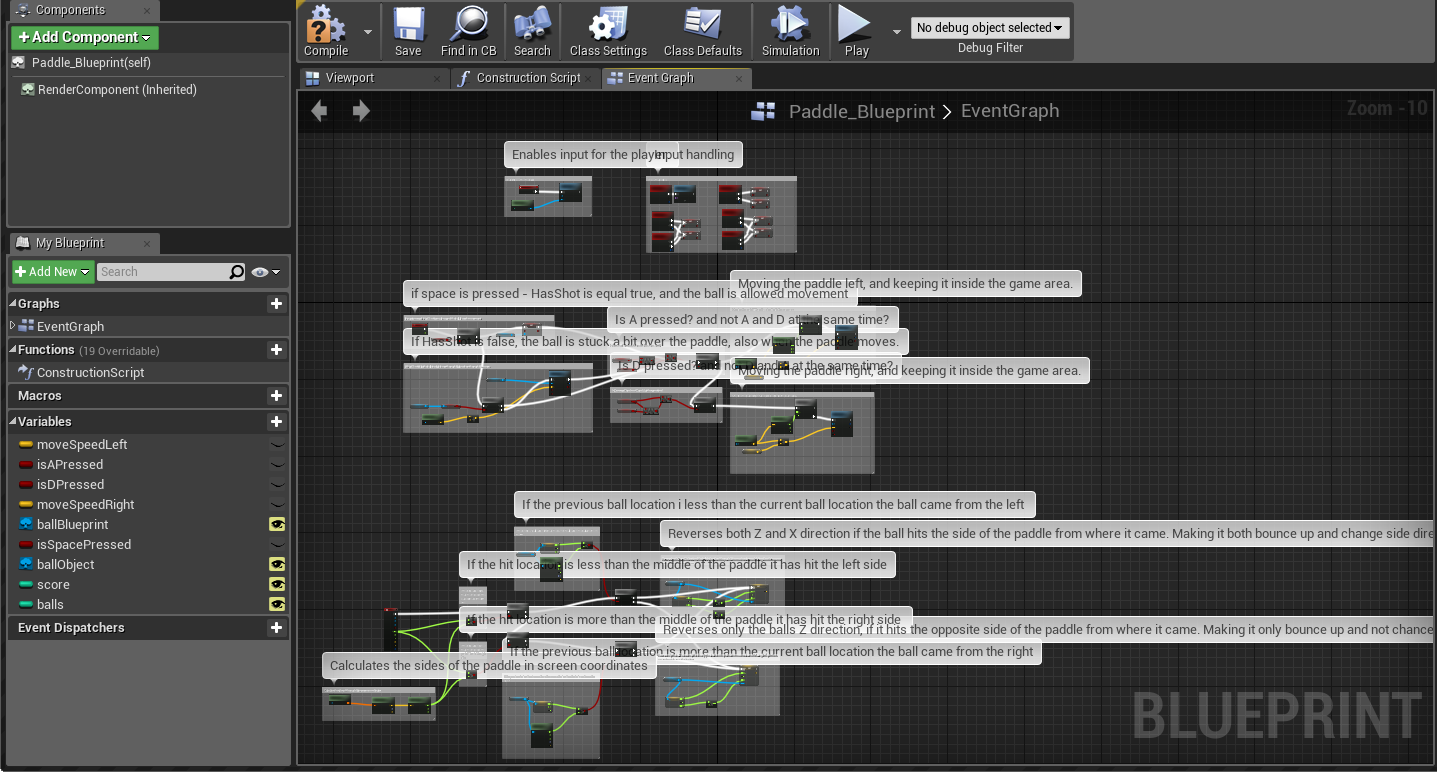 Components
Add Component
Paddle_Blueprint(self)
RenderComponent (Inherited)
My Blueprint
Add New
Search
Graphs
EventGraph
Functions (19 Overridable)
ConstructionScript
Macros
Variables
moveSpeedLeft
isAPressed
isDPressed
moveSpeedRight
ballBlueprint
isSpacePressed
ballObject
score
balls
Event Dispatchers
Compile
Save
Find in CB
Search
Class Settings
Class Defaults
Simulation
Play
No debug object selected
Debug Filter
Viewport
Construction Script
Event Graph
Paddle_Blueprint > EventGraph
Zoom -10
Enables input for the player
Input handling
Moving the paddle left, and keeping it inside the game area.
if space is pressed - HasShot is equal true, and the ball is allowed movement
Is A pressed? and not A and D at the same time?
If HasShot is false, the ball is stuck a bit over the paddle, also when the paddle moves.
Is D pressed? and not A and D at the same time?
Moving the paddle right, and keeping it inside the game area.
If the previous ball location i less than the current ball location the ball came from the left
Reverses both Z and X direction if the ball hits the side of the paddle from where it came. Making it both bounce up and change side dire
If the hit location is less than the middle of the paddle it has hit the left side
If the hit location is more than the middle of the paddle it has hit the right side
Reverses only the balls Z direction, if it hits the opposite side of the paddle from where it came. Making it only bounce up and not chance
If the previous ball location is more than the current ball location the ball came from the right
Calculates the sides of the paddle in screen coordinates
BLUEPRINT